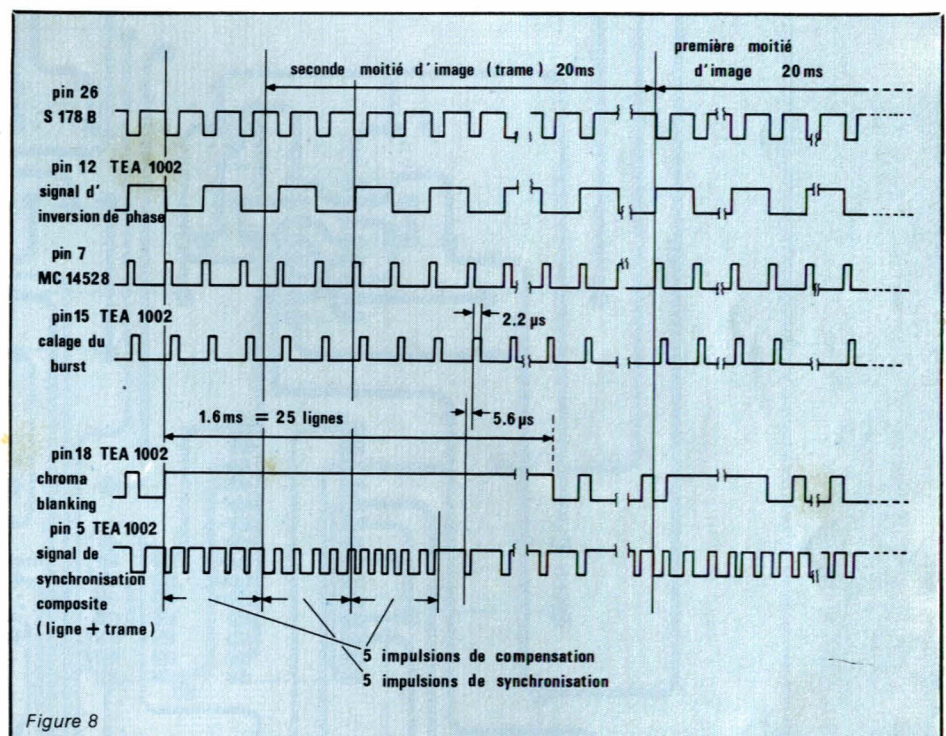 première moitié
d'image 20ms
seconde moitié d'image (trame) 20ms
pin 26
S 178 B
pin 12 TEA 1002
signal d'
inversion de phase
pin 7
MC 14528
pin15 TEA 1002
calage du
burst
2.2 µs
1.6ms = 25 lignes
5.6 µs
pin18 TEA 1002
chroma
blanking
pin 5 TEA 1002
signal de
synchronisation
composite
(ligne + trame)
5 impulsions de compensation
5 impulsions de synchronisation
Figure 8